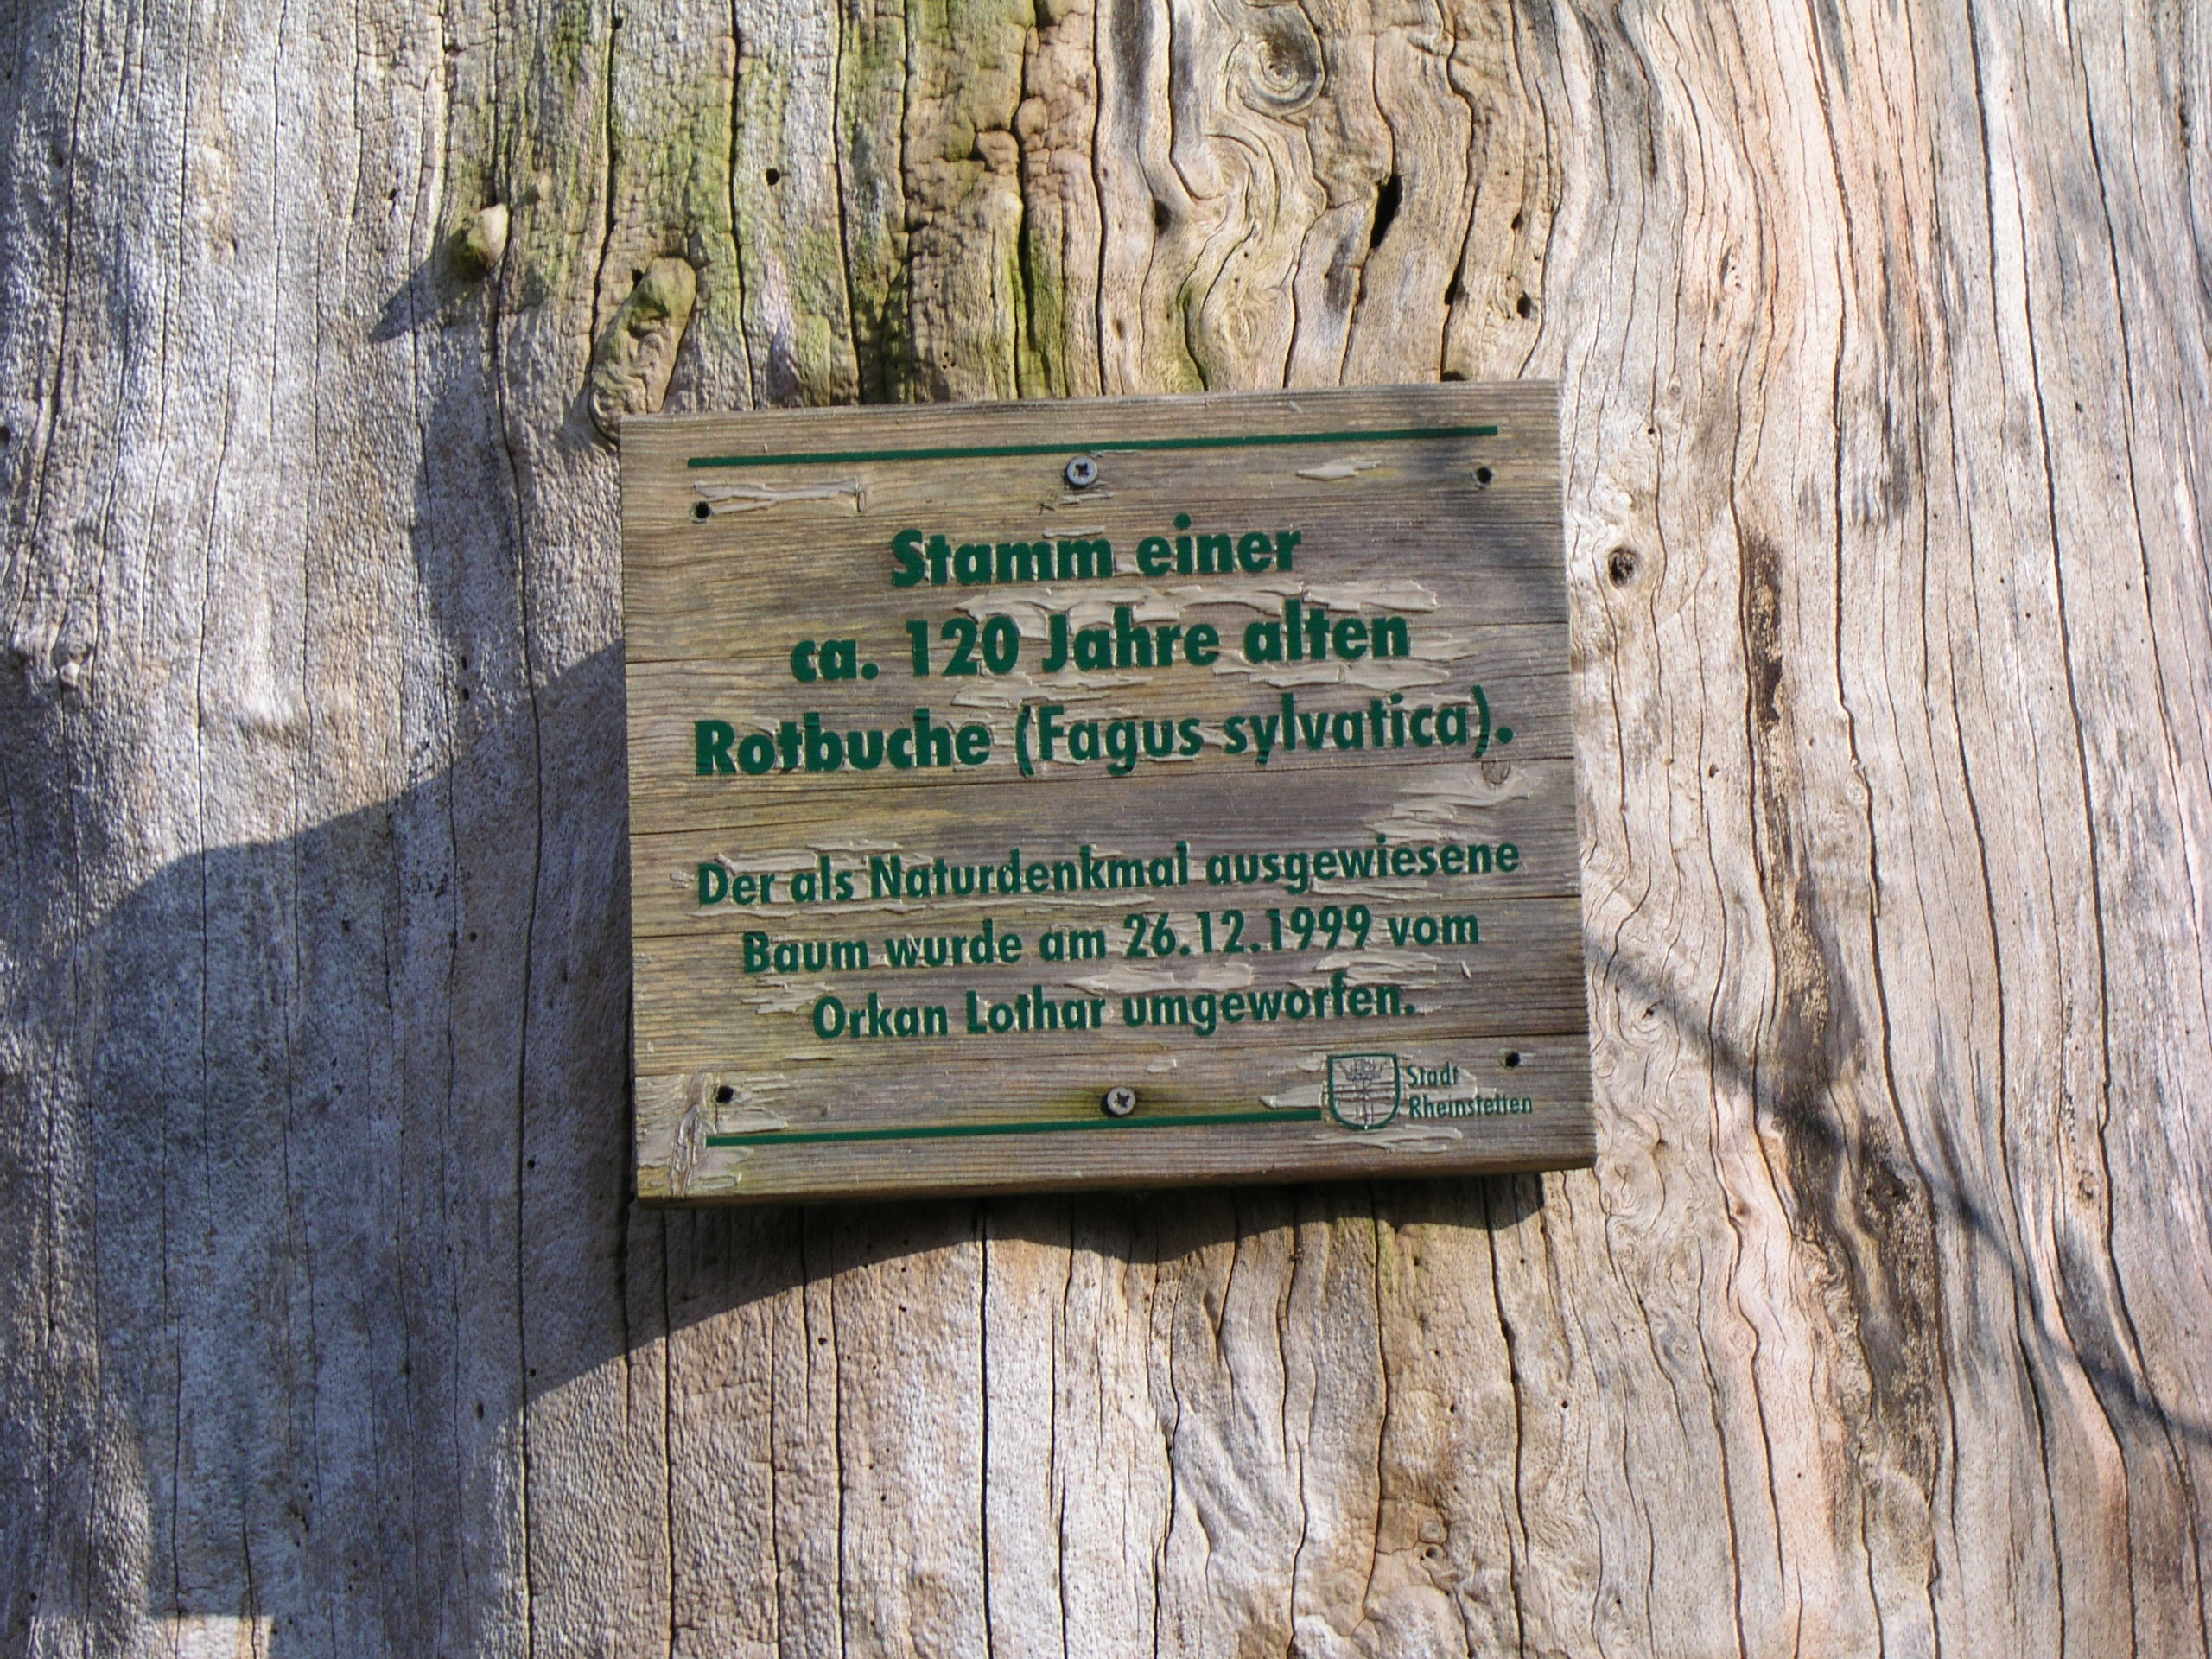 Stamm einer
ca. 120 Jahre alten
Rotbuche (Fagus sylvatica).
Der als Naturdenkmal ausgewiesene
Baum wurde am 26.12.1999 vom
Orkan Lothar umgeworfen.
Stadt
Rheinstetten